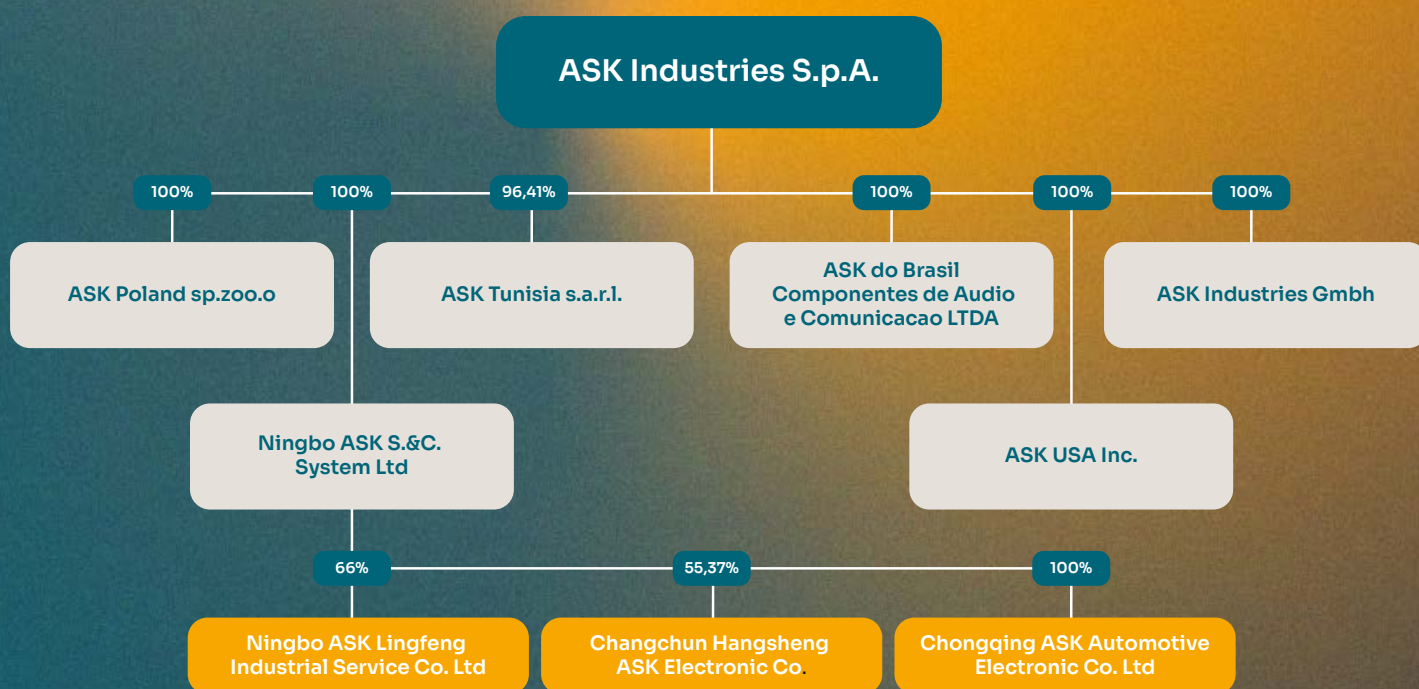 ASK Industries S.p.A.
100%
100%
96,41%
100%
100%
100%
ASK Poland sp.zoo.o
ASK Tunisia s.a.r.l.
ASK do Brasil
Componentes de Audio
e Comunicacao LTDA
ASK Industries Gmbh
Ningbo ASK S.&C.
System Ltd
ASK USA Inc.
66%
55,37%
100%
Ningbo ASK Lingfeng
Industrial Service Co. Ltd
Changchun Hangsheng
ASK Electronic Co.
Chongqing ASK Automotive
Electronic Co. Ltd